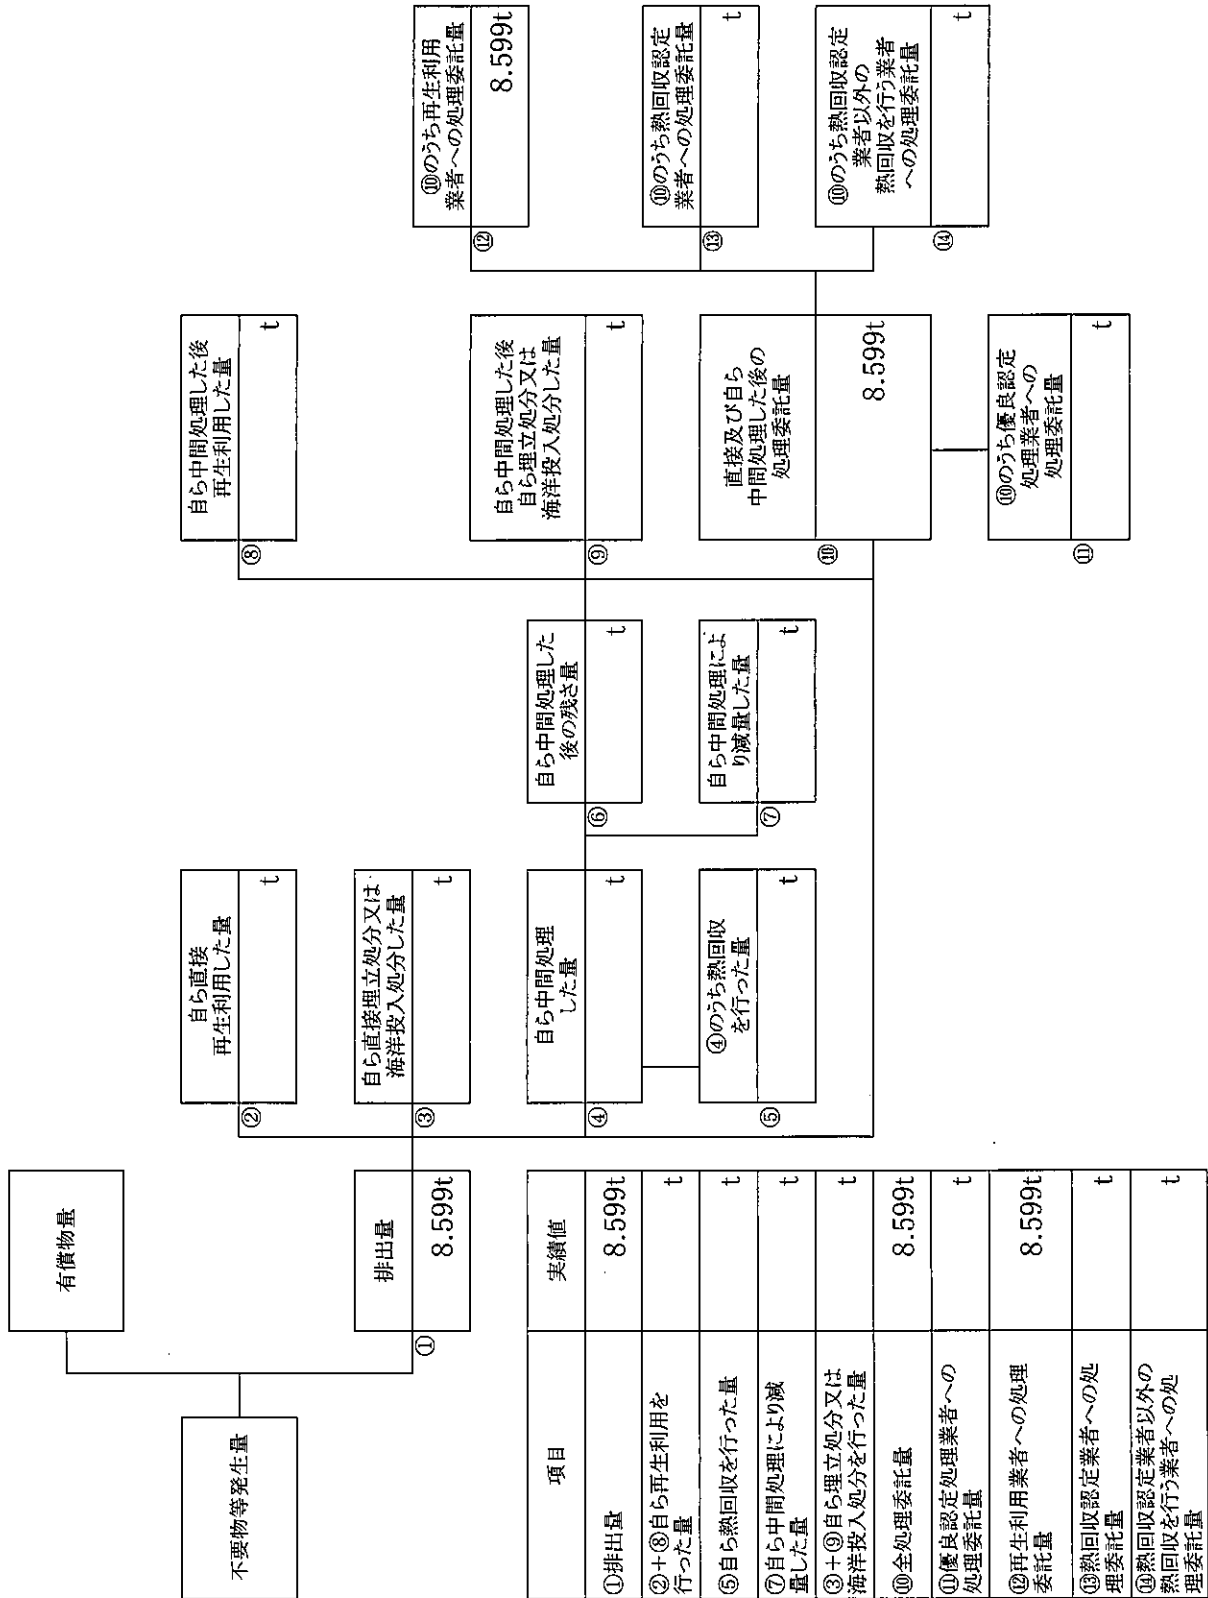 不要物等発生量
有償物量
排出量
①
8.599t
自ら直接
再生利用した量
②
t
自ら直接埋立処分又は
海洋投入処分した量
③
t
自ら中間処理
した量
④
t
④のうち熱回収
を行った量
⑤
t
自ら中間処理した
後の残さ量
⑥
t
自ら中間処理によ
り減量した量
⑦
t
自ら中間処理した後
再生利用した量
⑧
t
自ら中間処理した後
自ら埋立処分又は
海洋投入処分した量
⑨
t
直接及び自ら
中間処理した後の
処理委託量
⑩
8.599t
⑩のうち優良認定
処理業者への
処理委託量
⑪
t
⑩のうち再生利用
業者への処理委託量
⑫
8.599t
⑩のうち熱回収認定
業者への処理委託量
⑬
t
⑩のうち熱回収認定
業者以外の
熱回収を行う業者
への処理委託量
⑭
t
項目 実績値
①排出量 8.599t
②+⑧自ら再生利用を
行った量 t
⑤自ら熱回収を行った量 t
⑦自ら中間処理により減
量した量 t
③+⑨自ら埋立処分又は
海洋投入処分を行った量 t
⑩全処理委託量 8.599t
⑪優良認定処理業者への
処理委託量 t
⑫再生利用業者への処理
委託量 8.599t
⑬熱回収認定業者への処
理委託量 t
⑭熱回収認定業者以外の
熱回収を行う業者への処
理委託量 t